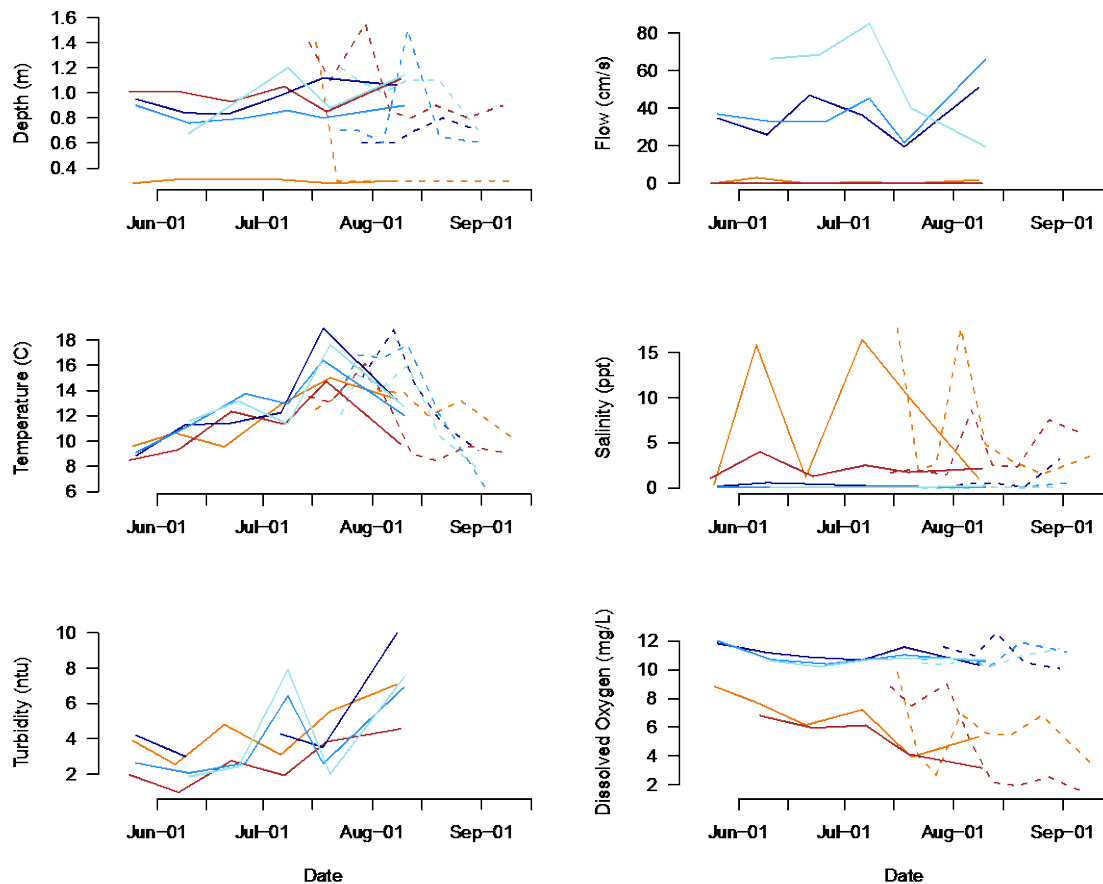 Depth (m)
1.6
1.4
1.2
1.0
0.8
0.6
0.4
Jun−01 Jul−01 Aug−01 Sep−01
Flow (cm/s)
80
60
40
20
0
Jun−01 Jul−01 Aug−01 Sep−01
Temperature (C)
18
16
14
12
10
8
6
Jun−01 Jul−01 Aug−01 Sep−01
Salinity (ppt)
15
10
5
0
Jun−01 Jul−01 Aug−01 Sep−01
Turbidity (ntu)
10
8
6
4
2
Jun−01 Jul−01 Aug−01 Sep−01
Date
Dissolved Oxygen (mg/L)
12
10
8
6
4
2
Jun−01 Jul−01 Aug−01 Sep−01
Date